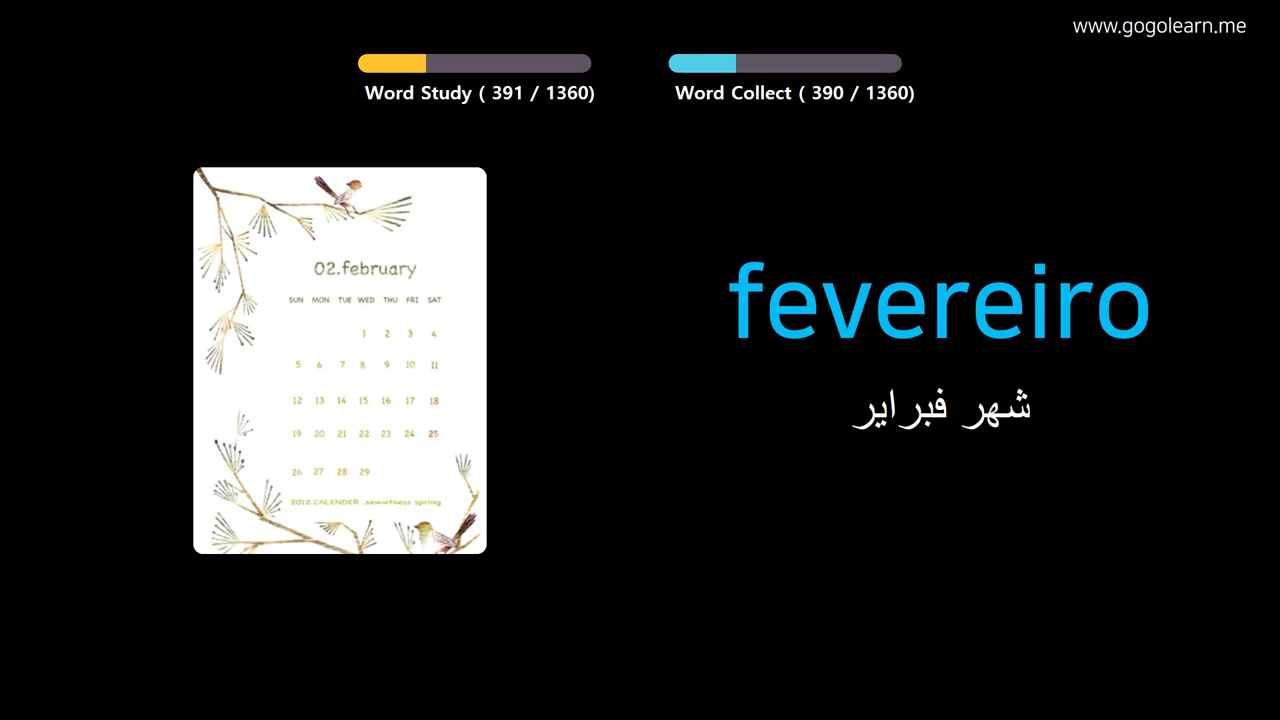 www.gogolearn.me
Word Study ( 391 / 1360)
Word Collect ( 390 / 1360)
02.february
SUN MON TUE WED THU FRI SAT
1 2 3 4
5 6 7 8 9 10 11
12 13 14 15 16 17 18
19 20 21 22 23 24 25
26 27 28 29
2012.CALENDER .sewwtness spring
fevereiro
شهر فبراير